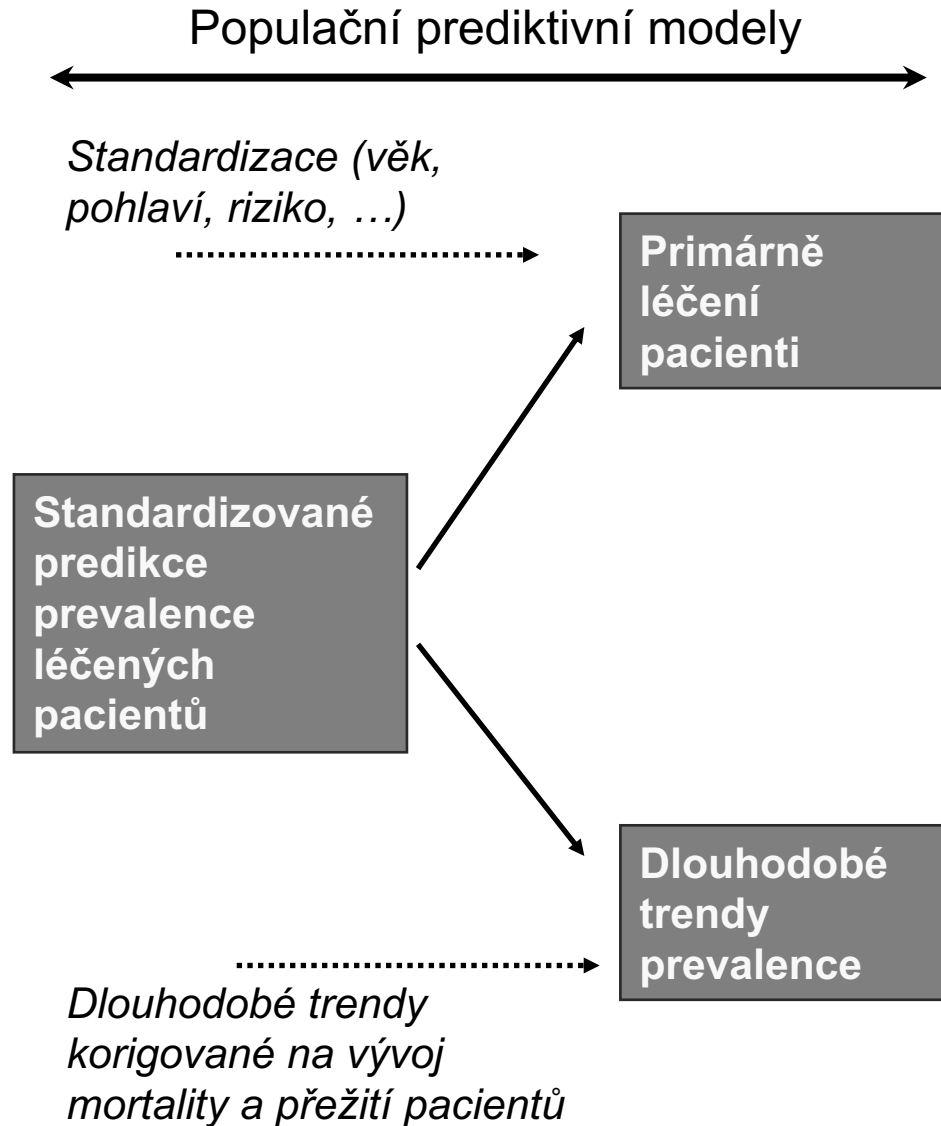 Populační prediktivní modely
Standardizace (věk,
pohlaví, riziko, …)
Primárně
léčení
pacienti
Standardizované
predikce
prevalence
léčených
pacientů
Dlouhodobé
trendy
prevalence
Dlouhodobé trendy
korigované na vývoj
mortality a přežití pacientů